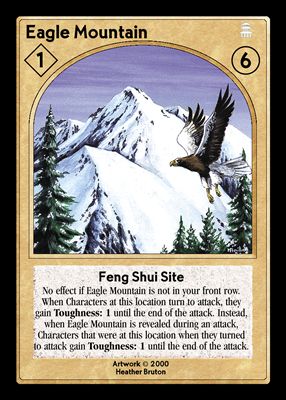 Eagle Mountain
1
6
Feng Shui Site
No effect if Eagle Mountain is not in your front row.
When Characters at this location turn to attack, they
gain Toughness: 1 until the end of the attack. Instead,
when Eagle Mountain is revealed during an attack,
Characters that were at this location when they turned
to attack gain Toughness: 1 until the end of the attack.
Artwork © 2000
Heather Bruton